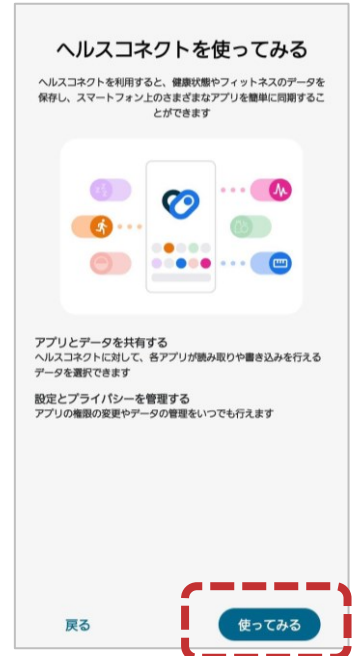 ヘルスコネクトを使ってみる
ヘルスコネクトを利用すると、健康状態やフィットネスのデータを
保存し、スマートフォン上のさまざまなアプリを簡単に同期するこ
とができます
アプリとデータを共有する
ヘルスコネクトに対して、各アプリが読み取りや書き込みを行える
データを選択できます
設定とプライバシーを管理する
アプリの権限の変更やデータの管理をいつでも行えます
戻る
使ってみる